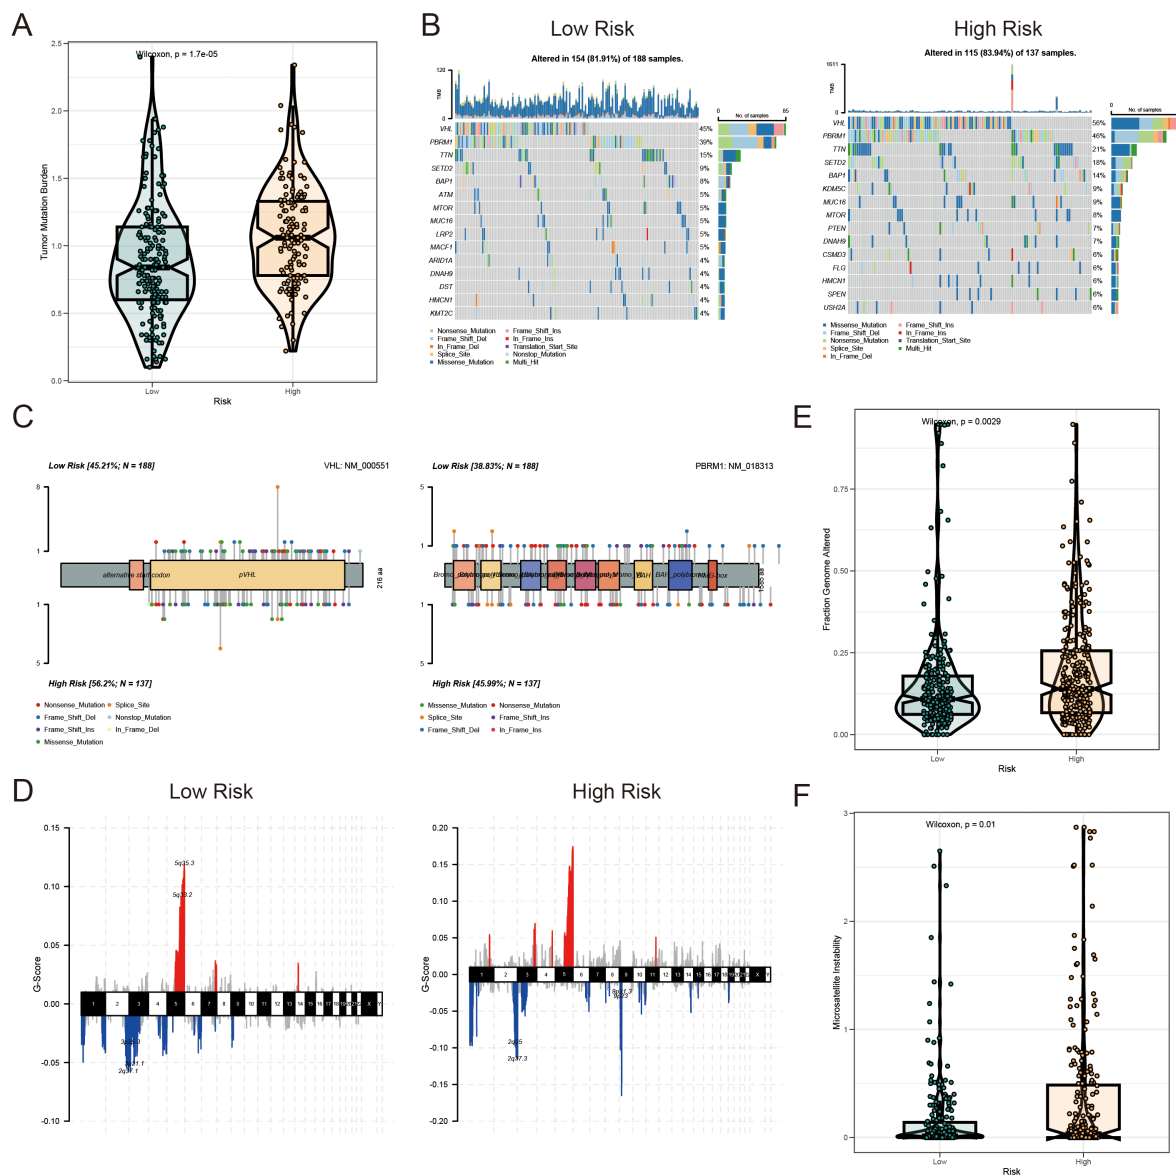 A
Wilcoxon, p = 1.7e-05
2.5
2.0
1.5
1.0
0.5
0.0
Tumor Mutation Burden
Low
High
Risk
B
Low Risk
Altered in 154 (81.91%) of 188 samples.
120
0
TMB
0
85
No. of samples
VHL 45%
PBRM1 39%
TTN 15%
SETD2 9%
BAP1 8%
ATM 5%
MTOR 5%
MUC16 5%
LRP2 5%
MACF1 5%
ARID1A 4%
DNAH9 4%
DST 4%
HMCN1 4%
KMT2C 4%
Nonsense_Mutation
Frame_Shift_Del
In_Frame_Del
Splice_Site
Missense_Mutation
Frame_Shift_Ins
In_Frame_Ins
Translation_Start_Site
Nonstop_Mutation
Multi_Hit
High Risk
Altered in 115 (83.94%) of 137 samples.
1611
0
TMB
0
No. of samples
VHL 56%
PBRM1 46%
TTN 21%
SETD2 18%
BAP1 14%
KDM5C 9%
MUC16 9%
MTOR 8%
PTEN 7%
DNAH9 7%
CSMD3 6%
FLG 6%
HMCN1 6%
SPEN 6%
USH2A 6%
Missense_Mutation
Frame_Shift_Del
Nonsense_Mutation
Splice_Site
In_Frame_Del
Frame_Shift_Ins
In_Frame_Ins
Translation_Start_Site
Multi_Hit
C
Low Risk [45.21%; N = 188]
VHL: NM_000551
8
1
alternative start codon
pVHL
216 aa
1
5
High Risk [56.2%; N = 137]
Nonsense_Mutation
Frame_Shift_Del
Frame_Shift_Ins
Missense_Mutation
Splice_Site
Nonstop_Mutation
In_Frame_Del
Low Risk [38.83%; N = 188]
PBRM1: NM_018313
5
1
1
5
High Risk [45.99%; N = 137]
Missense_Mutation
Splice_Site
Frame_Shift_Del
Nonsense_Mutation
Frame_Shift_Ins
In_Frame_Ins
D
Low Risk
0.15
0.10
0.05
0.00
-0.05
-0.10
G-Score
5q35.3
5q33.2
1 2 3 4 5 6 7 8 9 10 11 12 13 14 15 16 17 18 X Y
2q37.1
High Risk
0.20
0.15
0.10
0.05
0.00
-0.05
-0.10
-0.15
-0.20
G-Score
1 2 3 4 5 6 7 8 9 10 11 12 13 14 15 16 17 18 X Y
2q37.3
E
Wilcoxon, p = 0.0029
0.75
0.50
0.25
0.00
Fraction Genome Altered
Low
High
Risk
F
Wilcoxon, p = 0.01
3
2
1
0
Microsatellite Instability
Low
High
Risk